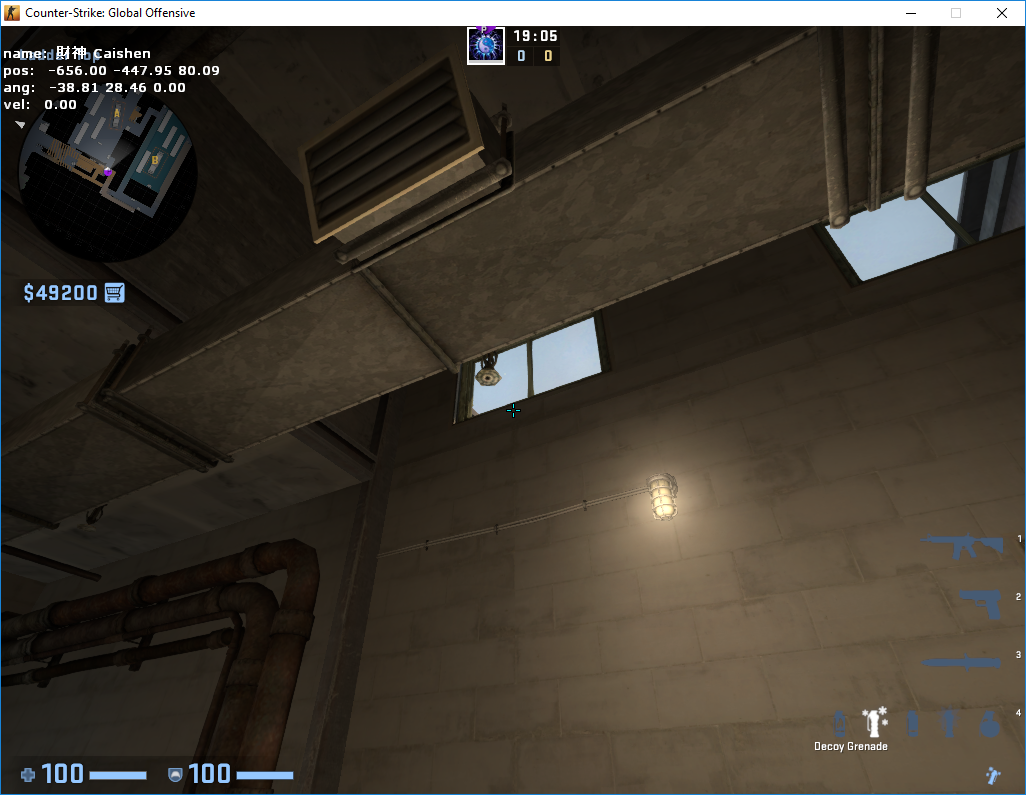 Counter-Strike: Global Offensive
19:05
0 0
name: 財神 Caishen
Ladder Top
pos: -656.00 -447.95 80.09
ang: -38.81 28.46 0.00
vel: 0.00
B
$49200
1
2
3
4
Decoy Grenade
100 100